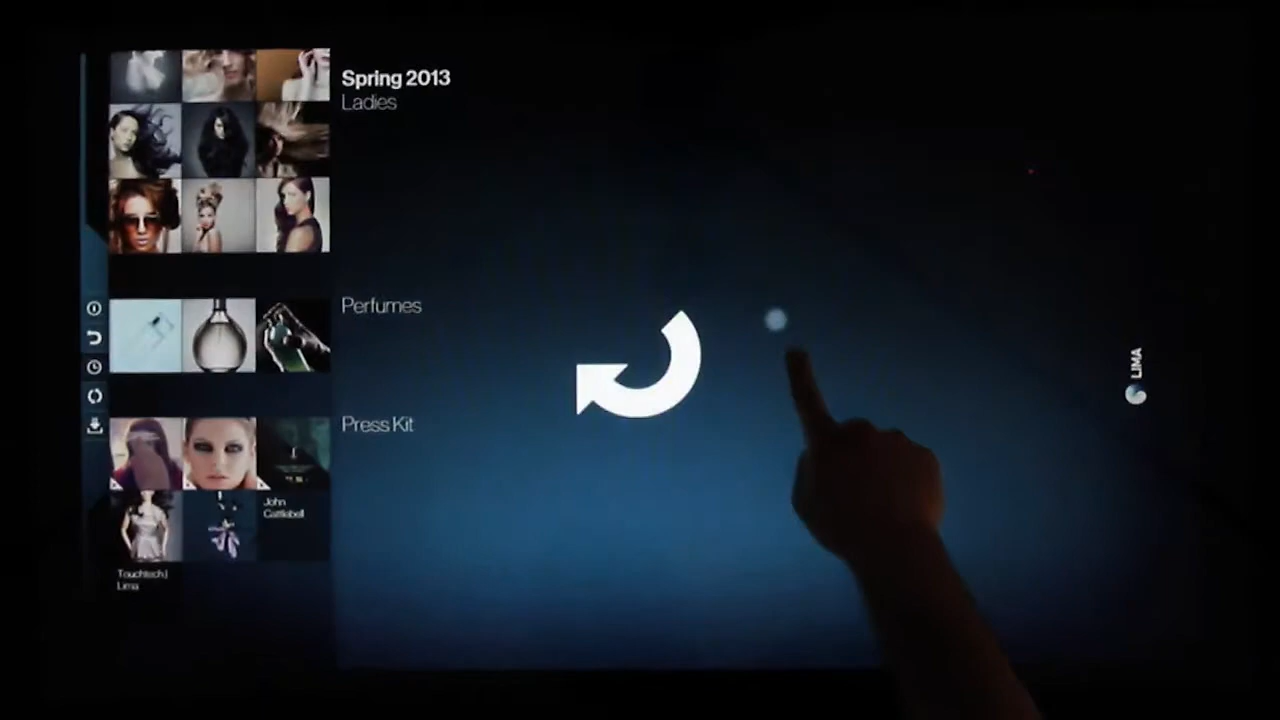 Spring 2013
Ladies
Perfumes
Press Kit
John
Cattlebell
Touchtech |
Lima
LIMA